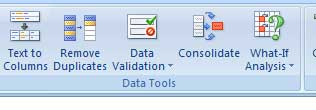 Text to Remove Data Consolidate What-If
Columns Duplicates Validation Analysis
Data Tools